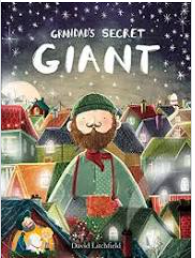 GRANDAD'S SECRET
GIANT
David Litchfield